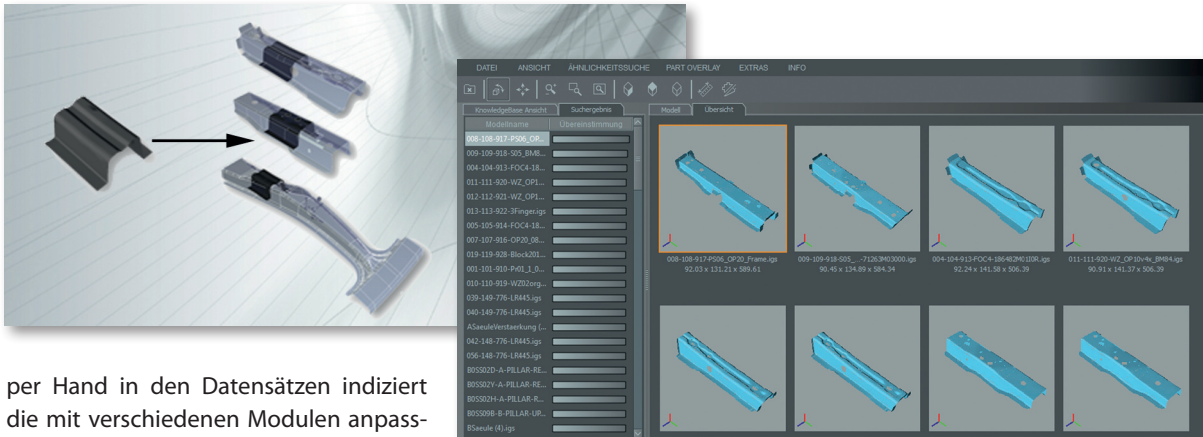 DATEI ANSICHT ÄHNLICHKEITSSUCHE PART OVERLAY EXTRAS INFO
KnowledgeBase Ansicht Suchergebnis Modell Übersicht
Modellname Übereinstimmung
008-108-917-PS06_OP...
009-109-918-S05_BM8...
004-104-913-FOC4-18...
011-111-920-WZ_OP1...
012-112-921-WZ_OP1...
013-113-922-3Finger.igs
005-105-914-FOC4-18...
007-107-916-OP20_08...
019-119-928-Block201...
001-101-910-Pr01_1_0...
010-110-919-WZ02org...
039-149-776-LR445.igs
040-149-776-LR445.igs
ASaeuleVerstaerkung (...
042-148-776-LR445.igs
056-148-776-LR445.igs
B0SS02D-A-PILLAR-RE...
B0SS02Y-A-PILLAR-RE...
B0SS02H-A-PILLAR-R...
B0SS09B-B-PILLAR-UP...
BSaeule (4).igs
008-108-917-PS06_OP20_Frame.igs
92.03 x 131.21 x 589.61
009-109-918-S05_...-71263M03000.igs
90.46 x 134.89 x 584.34
004-104-913-FOC4-186482M01I0R.igs
92.24 x 141.58 x 506.39
011-111-920-WZ_OP10v4x_BM84.igs
90.91 x 141.37 x 506.39
per Hand in den Datensätzen indiziert
die mit verschiedenen Modulen anpass-